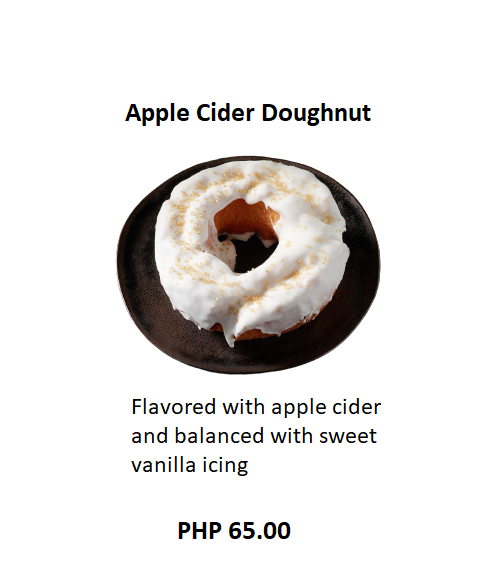 Apple Cider Doughnut
Flavored with apple cider
and balanced with sweet
vanilla icing
PHP 65.00